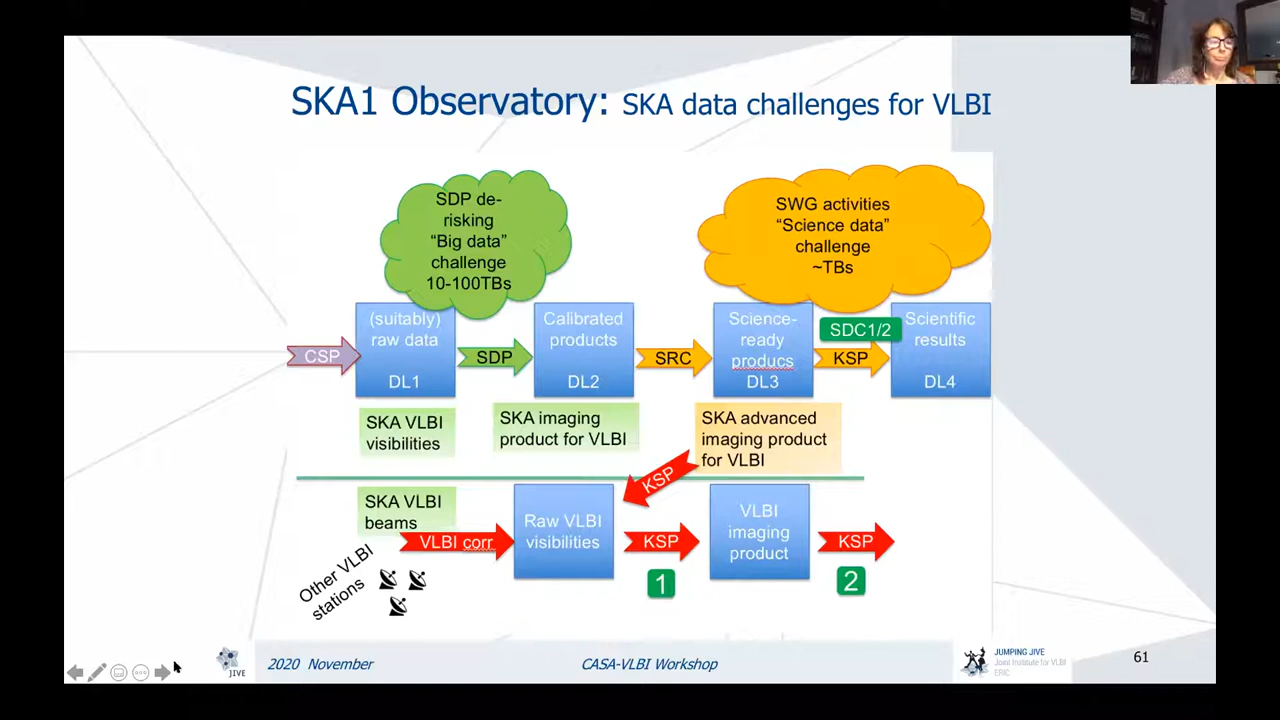 SKA1 Observatory: SKA data challenges for VLBI
SDP de-
risking
“Big data”
challenge
10-100TBs
SWG activities
“Science data”
challenge
~TBs
CSP
(suitably)
raw data
DL1
SDP
Calibrated
products
DL2
SRC
Science-
ready
producs
DL3
SDC1/2
KSP
Scientific
results
DL4
SKA VLBI
visibilities
SKA imaging
product for VLBI
SKA advanced
imaging product
for VLBI
KSP
SKA VLBI
beams
VLBI corr.
Other VLBI
stations
Raw VLBI
visibilities
KSP
1
VLBI
imaging
product
KSP
2
JIVE
2020 November
CASA-VLBI Workshop
JUMPING JIVE
Joint Institute for VLBI
ERIC
61